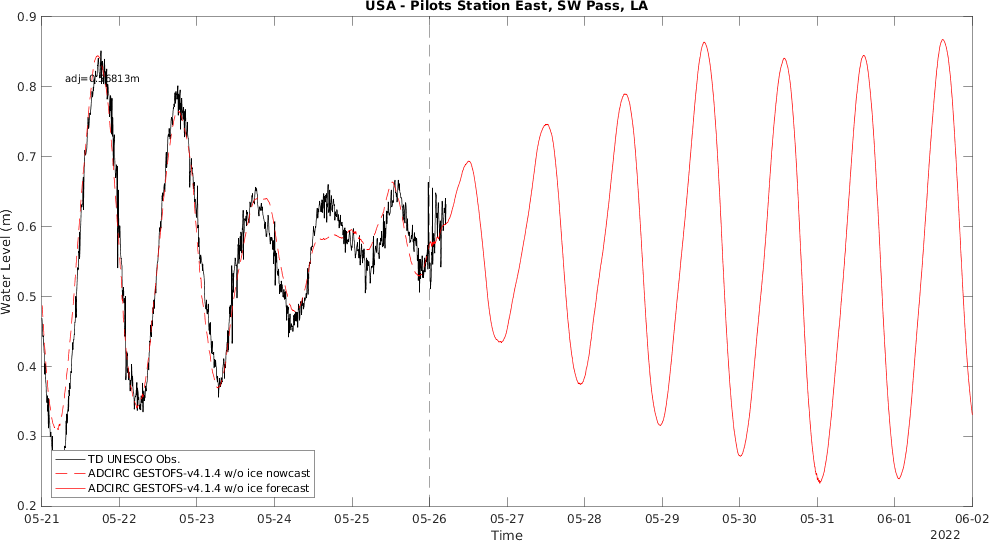 USA - Pilots Station East, SW Pass, LA
0.9
0.8
0.7
0.6
0.5
0.4
0.3
0.2
Water Level (m)
TD UNESCO Obs.
ADCIRC GESTOFS-v4.1.4 w/o ice nowcast
ADCIRC GESTOFS-v4.1.4 w/o ice forecast
05-21 05-22 05-23 05-24 05-25 05-26 05-27 05-28 05-29 05-30 05-31 06-01 06-02
Time
2022